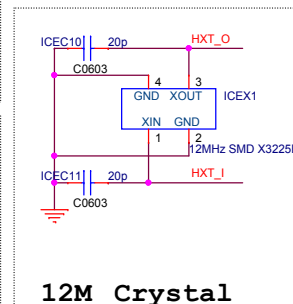 ICEC10 20p HXT_O
C0603
4 3
GND XOUT ICEX1
XIN GND
1 2
12MHz SMD X3225
ICEC11 20p HXT_I
C0603
12M Crystal